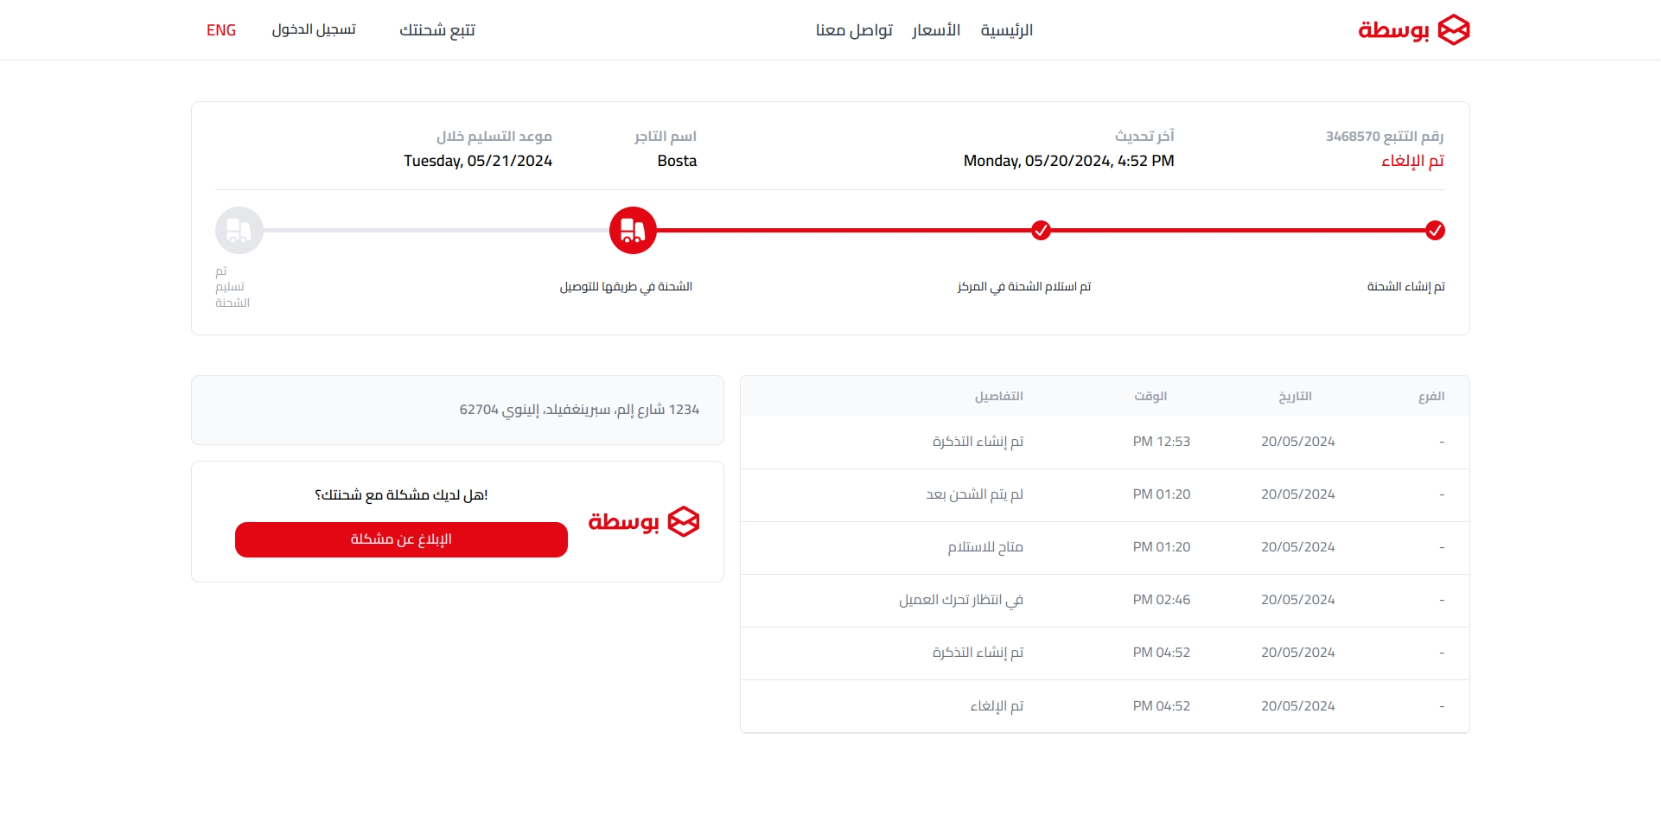 بوسطة
الرئيسية الأسعار تواصل معنا
تتبع شحنتك تسجيل الدخول ENG
رقم التتبع 3468570
تم الإلغاء
آخر تحديث
Monday, 05/20/2024, 4:52 PM
اسم التاجر
Bosta
موعد التسليم خلال
Tuesday, 05/21/2024
تم إنشاء الشحنة
تم استلام الشحنة في المركز
الشحنة في طريقها للتوصيل
تم
تسليم
الشحنة
الفرع التاريخ الوقت التفاصيل
- 20/05/2024 12:53 PM تم إنشاء التذكرة
- 20/05/2024 01:20 PM لم يتم الشحن بعد
- 20/05/2024 01:20 PM متاح للاستلام
- 20/05/2024 02:46 PM في انتظار تحرك العميل
- 20/05/2024 04:52 PM تم إنشاء التذكرة
- 20/05/2024 04:52 PM تم الإلغاء
1234 شارع إلم، سبرينغفيلد، إلينوي 62704
بوسطة
!هل لديك مشكلة مع شحنتك؟
الإبلاغ عن مشكلة